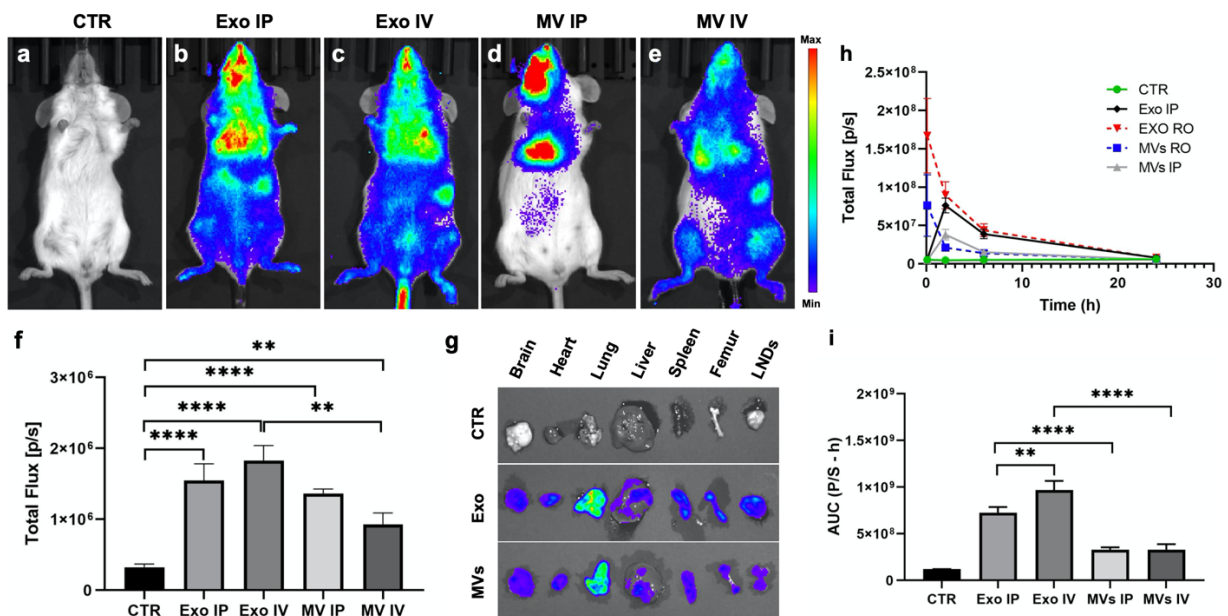 CTR
Exo IP
Exo IV
MV IP
MV IV
a
b
c
d
e
Max
Min
h
Total Flux [p/s]
2.5×10⁸
2×10⁸
1.5×10⁸
1×10⁸
5×10⁷
0
0
10
20
30
Time (h)
CTR
Exo IP
EXO RO
MVs RO
MVs IP
f
Total Flux [p/s]
3×10⁶
2×10⁶
1×10⁶
0
**
****
****
**
****
CTR
Exo IP
Exo IV
MV IP
MV IV
g
Brain
Heart
Lung
Liver
Spleen
Femur
LNDs
CTR
Exo
MVs
i
AUC (P/S - h)
2×10⁹
2×10⁹
1×10⁹
5×10⁸
0
****
****
**
CTR
Exo IP
Exo IV
MVs IP
MVs IV